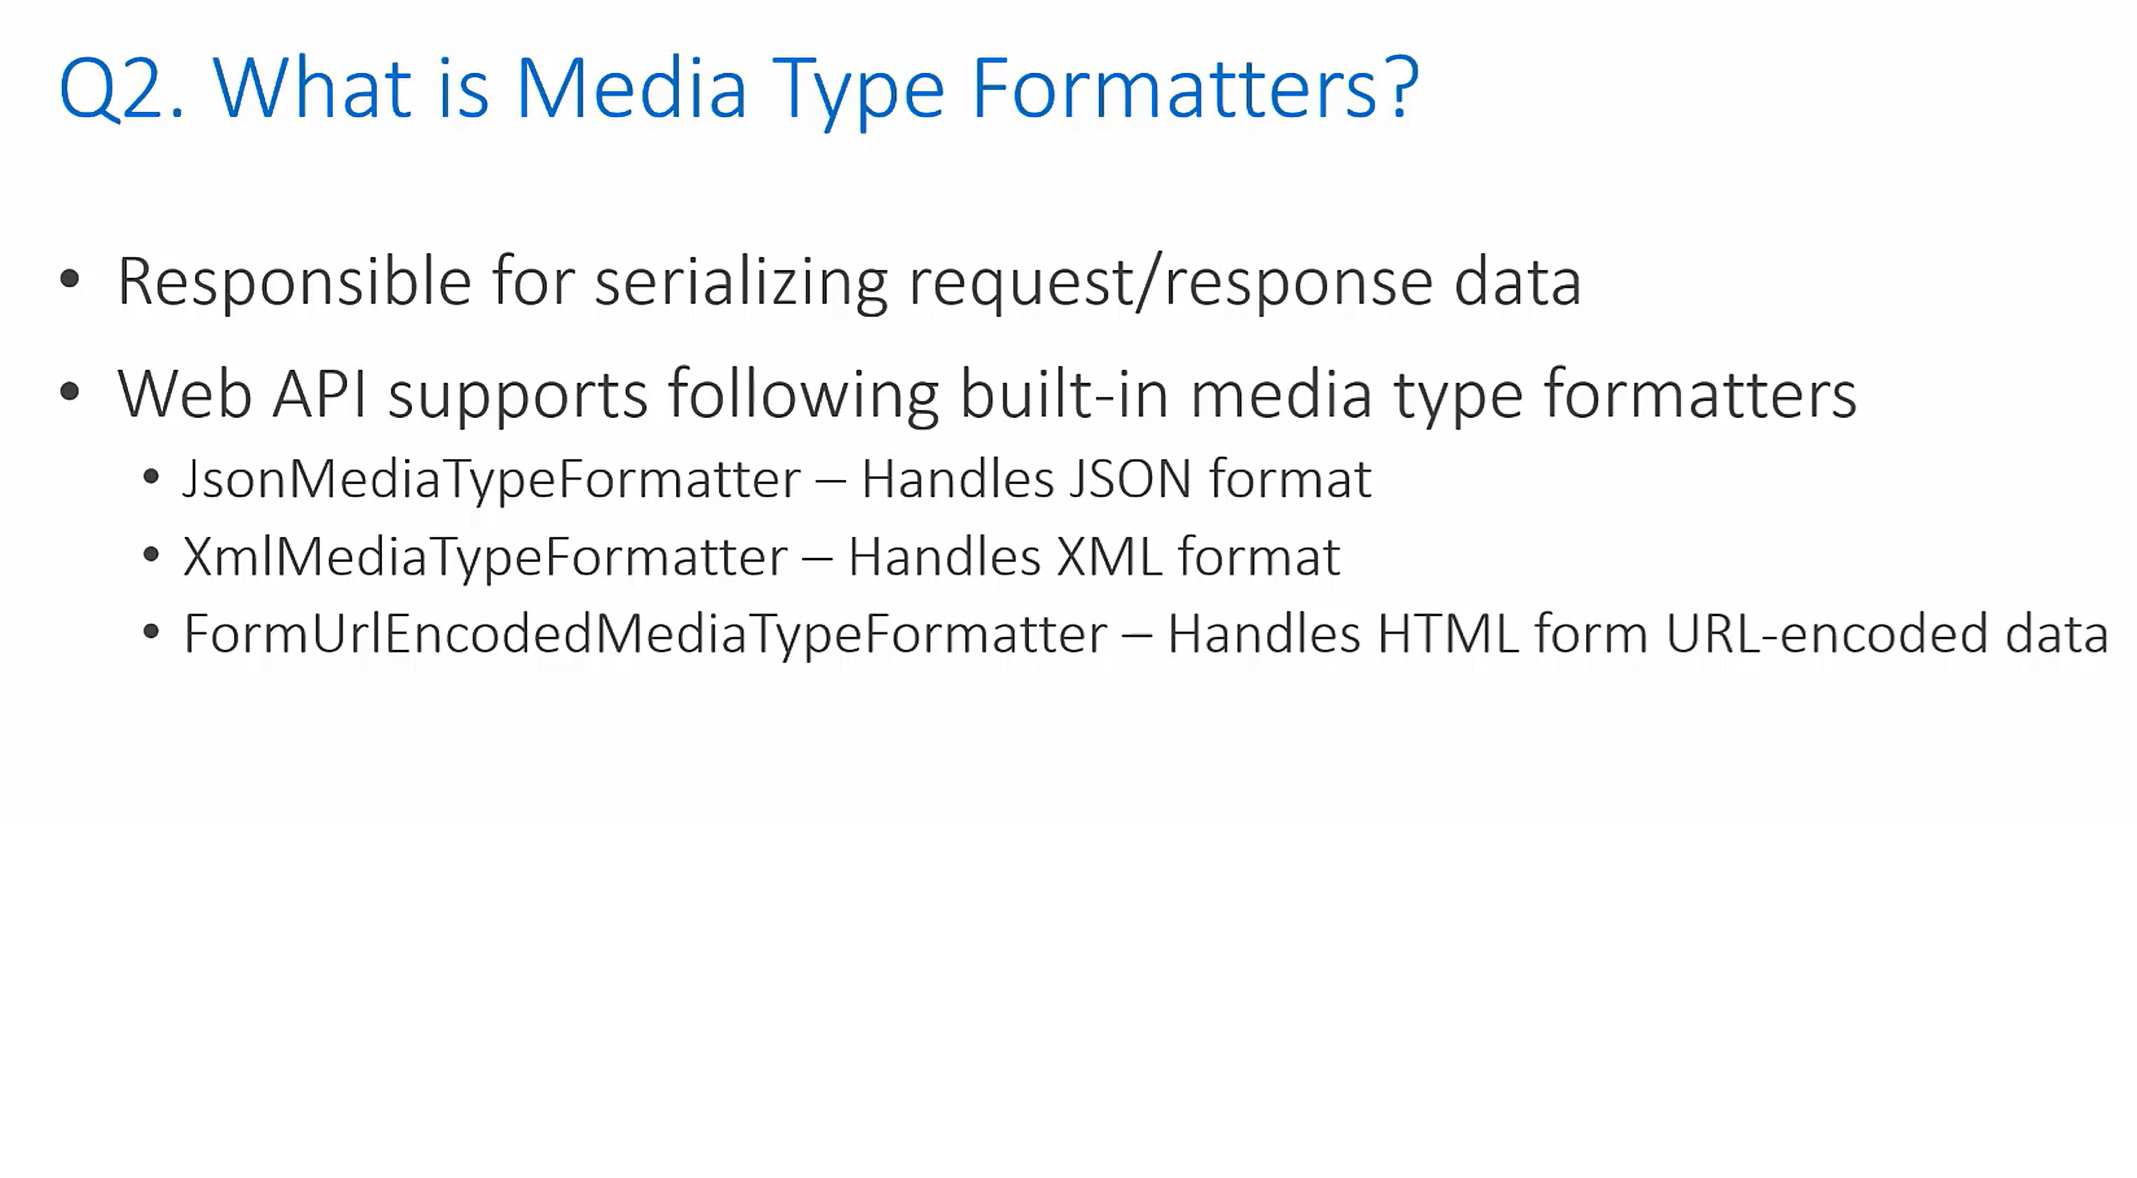 Q2. What is Media Type Formatters?
• Responsible for serializing request/response data
• Web API supports following built-in media type formatters
• JsonMediaTypeFormatter – Handles JSON format
• XmlMediaTypeFormatter – Handles XML format
• FormUrlEncodedMediaTypeFormatter – Handles HTML form URL-encoded data